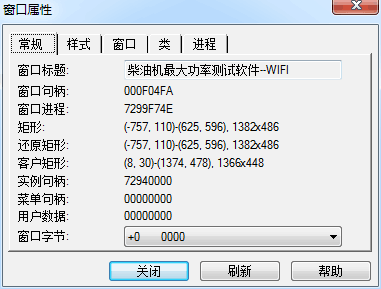 窗口属性
常规 样式 窗口 类 进程
窗口标题: 柴油机最大功率测试软件--WIFI
窗口句柄: 000F04FA
窗口进程: 7299F74E
矩形: (-757, 110)-(625, 596), 1382x486
还原矩形: (-757, 110)-(625, 596), 1382x486
客户矩形: (8, 30)-(1374, 478), 1366x448
实例句柄: 72940000
菜单句柄: 00000000
用户数据: 00000000
窗口字节: +0 0000
关闭 刷新 帮助